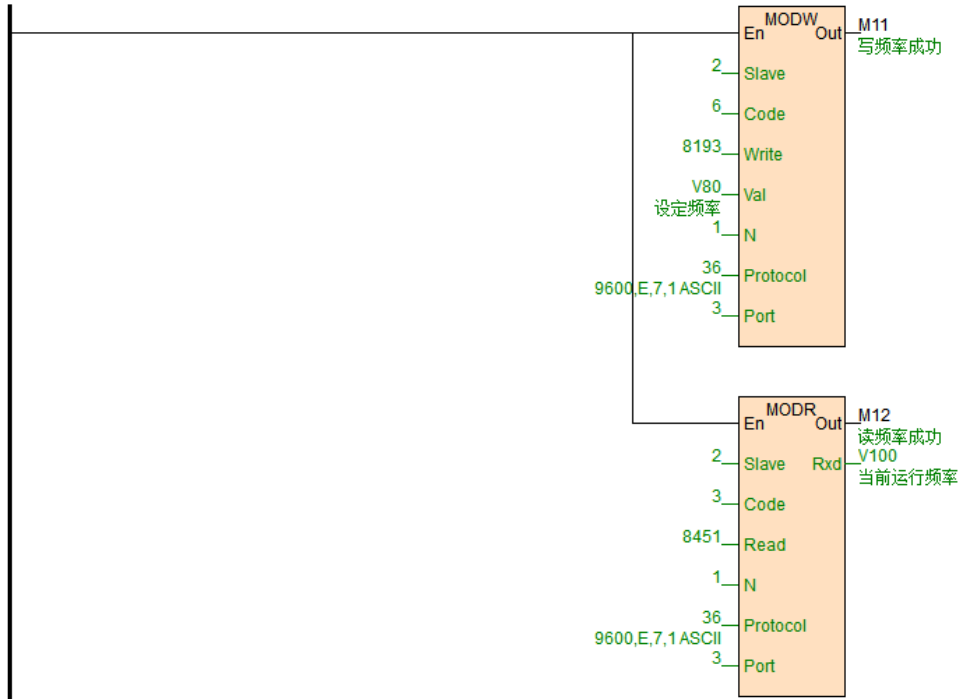 MODW
En Out M11
写频率成功
2 Slave
6 Code
8193 Write
V80 Val
设定频率
1 N
36 Protocol
9600,E,7,1 ASCII
3 Port
MODR
En Out M12
读频率成功
2 Slave Rxd V100
当前运行频率
3 Code
8451 Read
1 N
36 Protocol
9600,E,7,1 ASCII
3 Port